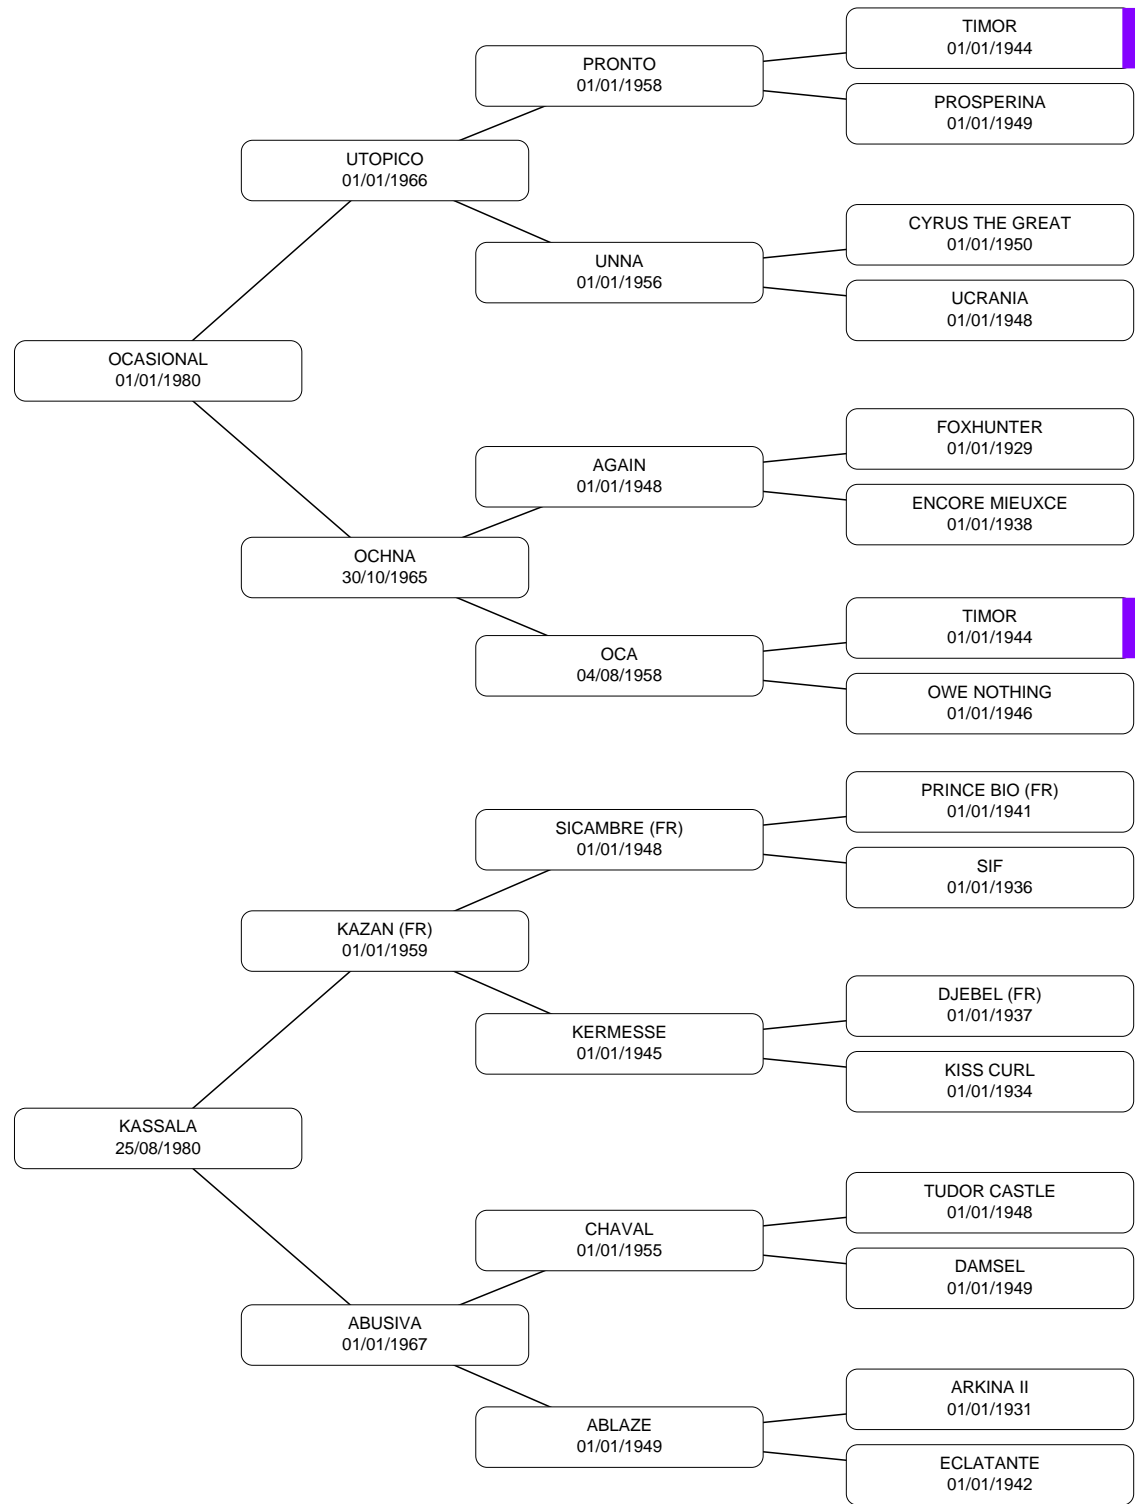 TIMOR
01/01/1944
PRONTO
01/01/1958
PROSPERINA
01/01/1949
UTOPICO
01/01/1966
CYRUS THE GREAT
01/01/1950
UNNA
01/01/1956
UCRANIA
01/01/1948
OCASIONAL
01/01/1980
FOXHUNTER
01/01/1929
AGAIN
01/01/1948
ENCORE MIEUXCE
01/01/1938
OCHNA
30/10/1965
TIMOR
01/01/1944
OCA
04/08/1958
OWE NOTHING
01/01/1946
PRINCE BIO (FR)
01/01/1941
SICAMBRE (FR)
01/01/1948
SIF
01/01/1936
KAZAN (FR)
01/01/1959
DJEBEL (FR)
01/01/1937
KERMESSE
01/01/1945
KISS CURL
01/01/1934
KASSALA
25/08/1980
TUDOR CASTLE
01/01/1948
CHAVAL
01/01/1955
DAMSEL
01/01/1949
ABUSIVA
01/01/1967
ARKINA II
01/01/1931
ABLAZE
01/01/1949
ECLATANTE
01/01/1942